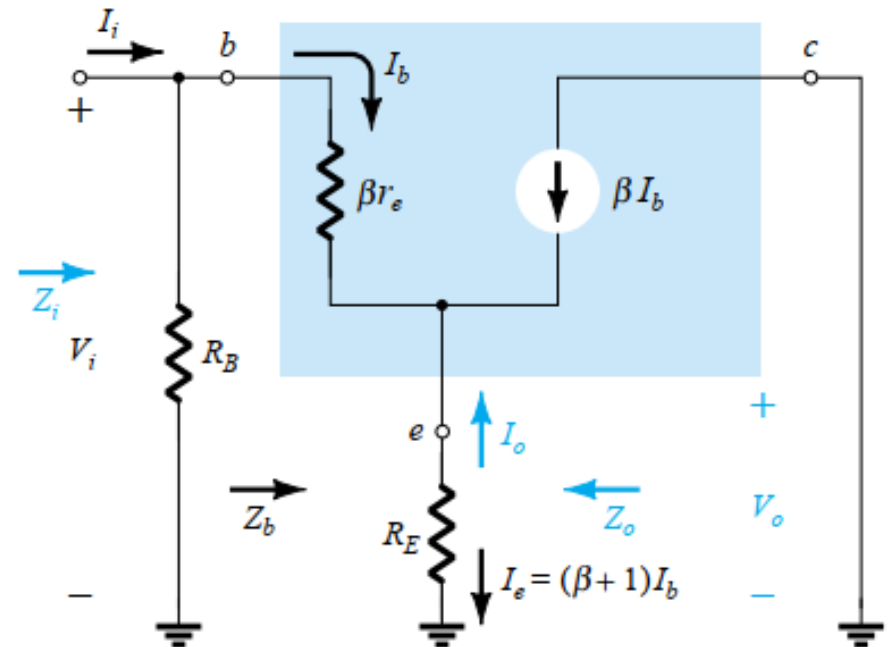 I_i
b
c
I_b
+
βr_e
βI_b
Z_i
V_i
R_B
+
e
I_o
Z_b
Z_o
V_o
R_E
I_e = (β + 1)I_b
−
−